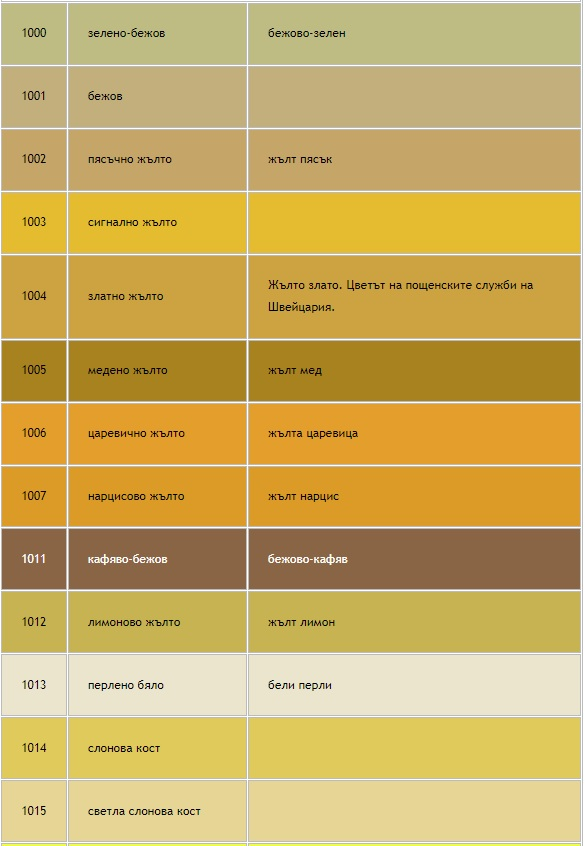 1000 зелено-бежов бежово-зелен
1001 бежов
1002 пясъчно жълто жълт пясък
1003 сигнално жълто
1004 златно жълто Жълто злато. Цветът на пощенските служби на
Швейцария.
1005 медено жълто жълт мед
1006 царевично жълто жълта царевица
1007 нарцисово жълто жълт нарцис
1011 кафяво-бежов бежово-кафяв
1012 лимоново жълто жълт лимон
1013 перлено бяло бели перли
1014 слонова кост
1015 светла слонова кост